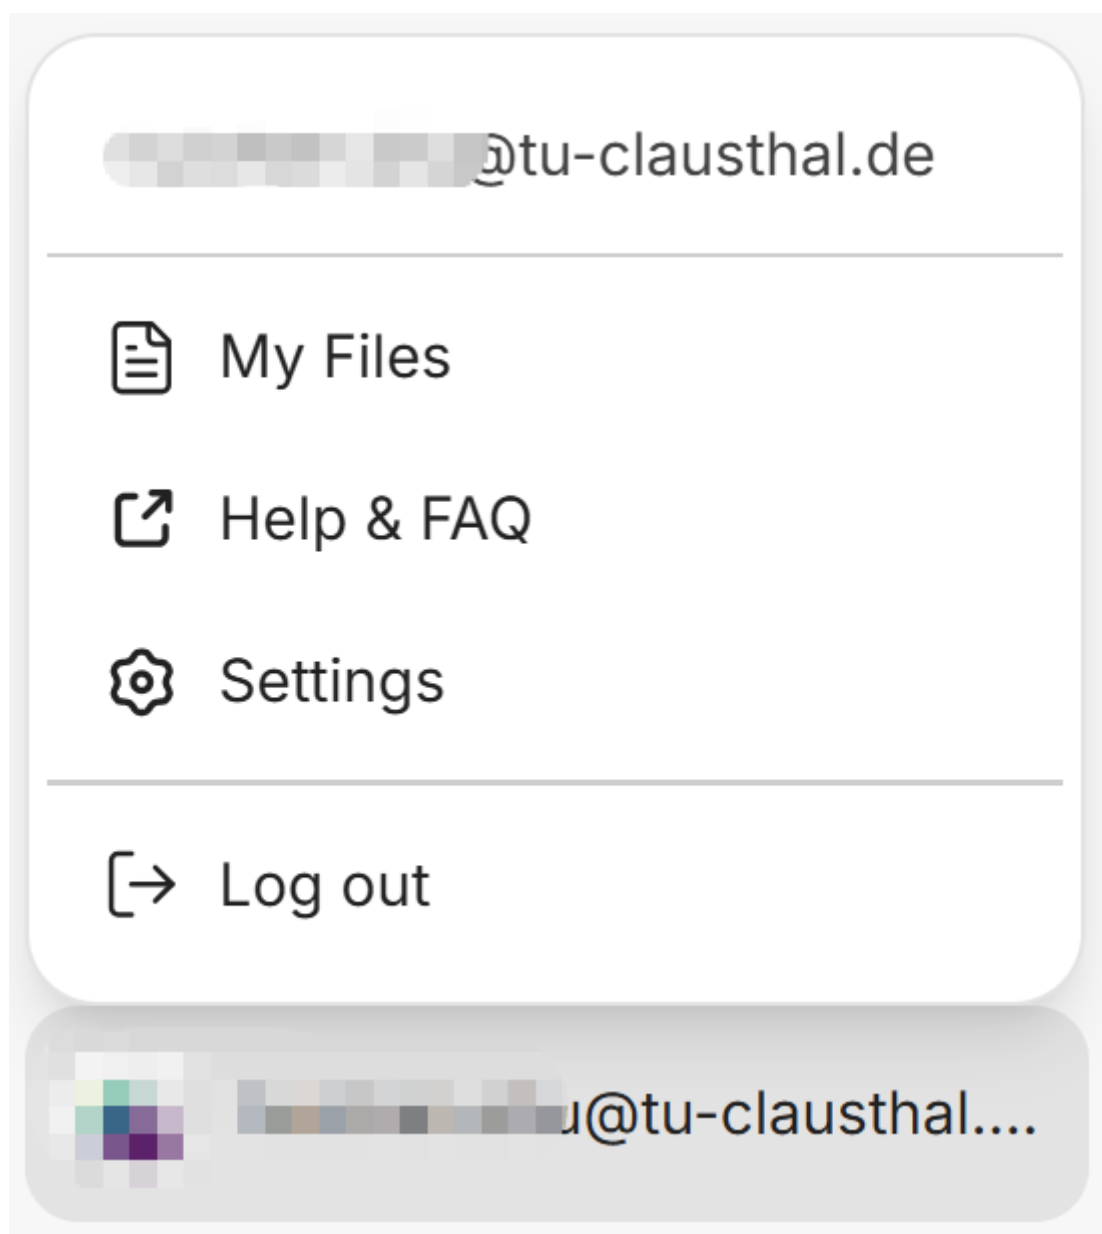 @tu-clausthal.de
My Files
Help & FAQ
Settings
Log out
u@tu-clausthal....